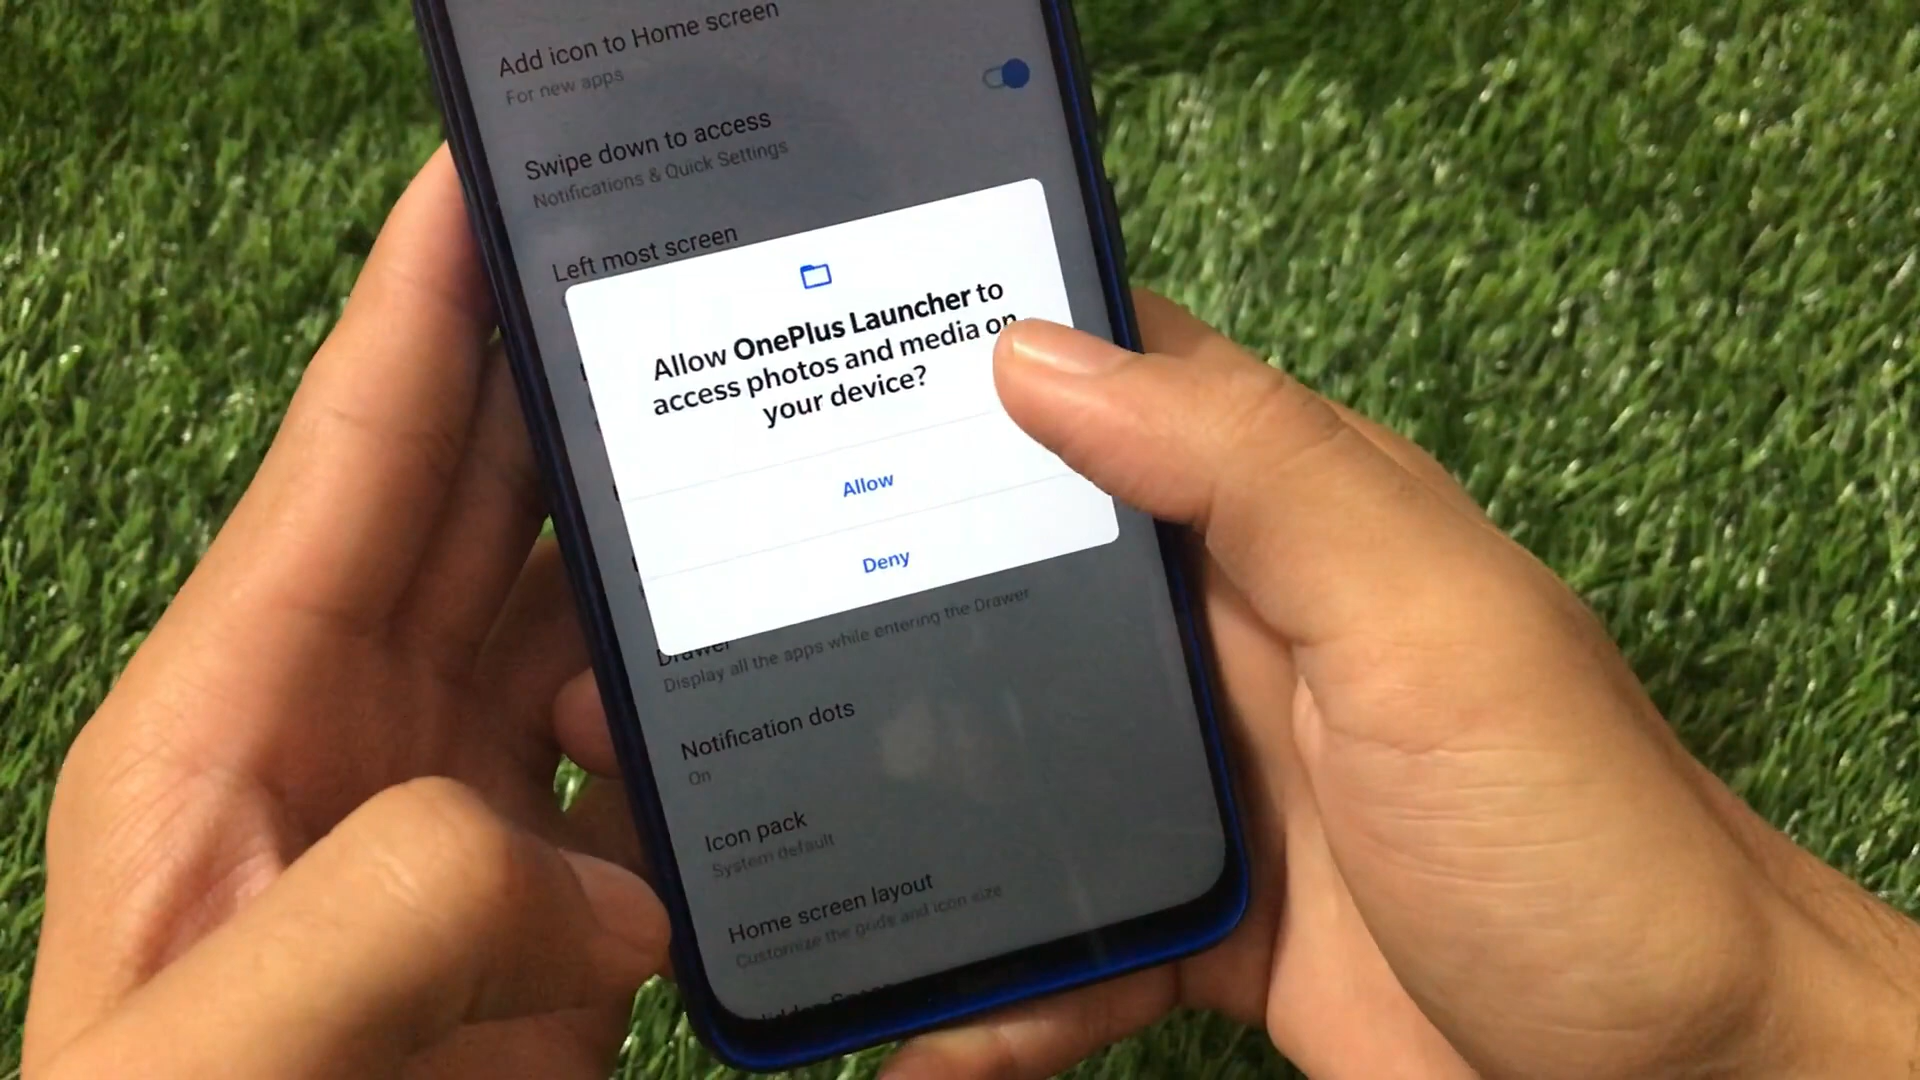 Add icon to Home screen
For new apps
Swipe down to access
Notifications & Quick Settings
Left most screen
Allow OnePlus Launcher to
access photos and media on
your device?
Allow
Deny
Drawer
Display all the apps while entering the Drawer
Notification dots
On
Icon pack
System default
Home screen layout
Customize the grids and icon size